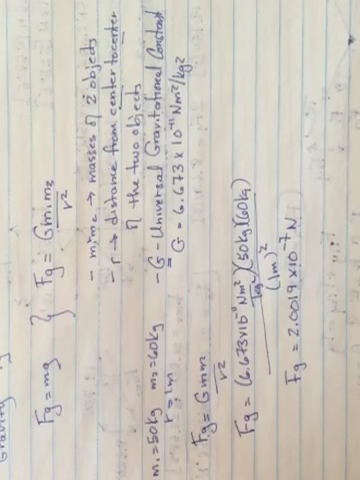 Gravity
Fg = mg } Fg = Gm₁m₂/r²
- m₁m₂ → masses of 2 objects
- r → distance from center to center
of the two objects
- G - Universal Gravitational Constant
G = 6.673 x 10⁻¹¹ Nm²/kg²
m₁ = 50kg m₂ = 60kg
r = 1m
Fg = Gmm/r²
Fg = (6.673x10⁻¹¹ Nm²/kg²)(50kg)(60kg)/(1m)²
Fg = 2.0019 x10⁻⁷ N